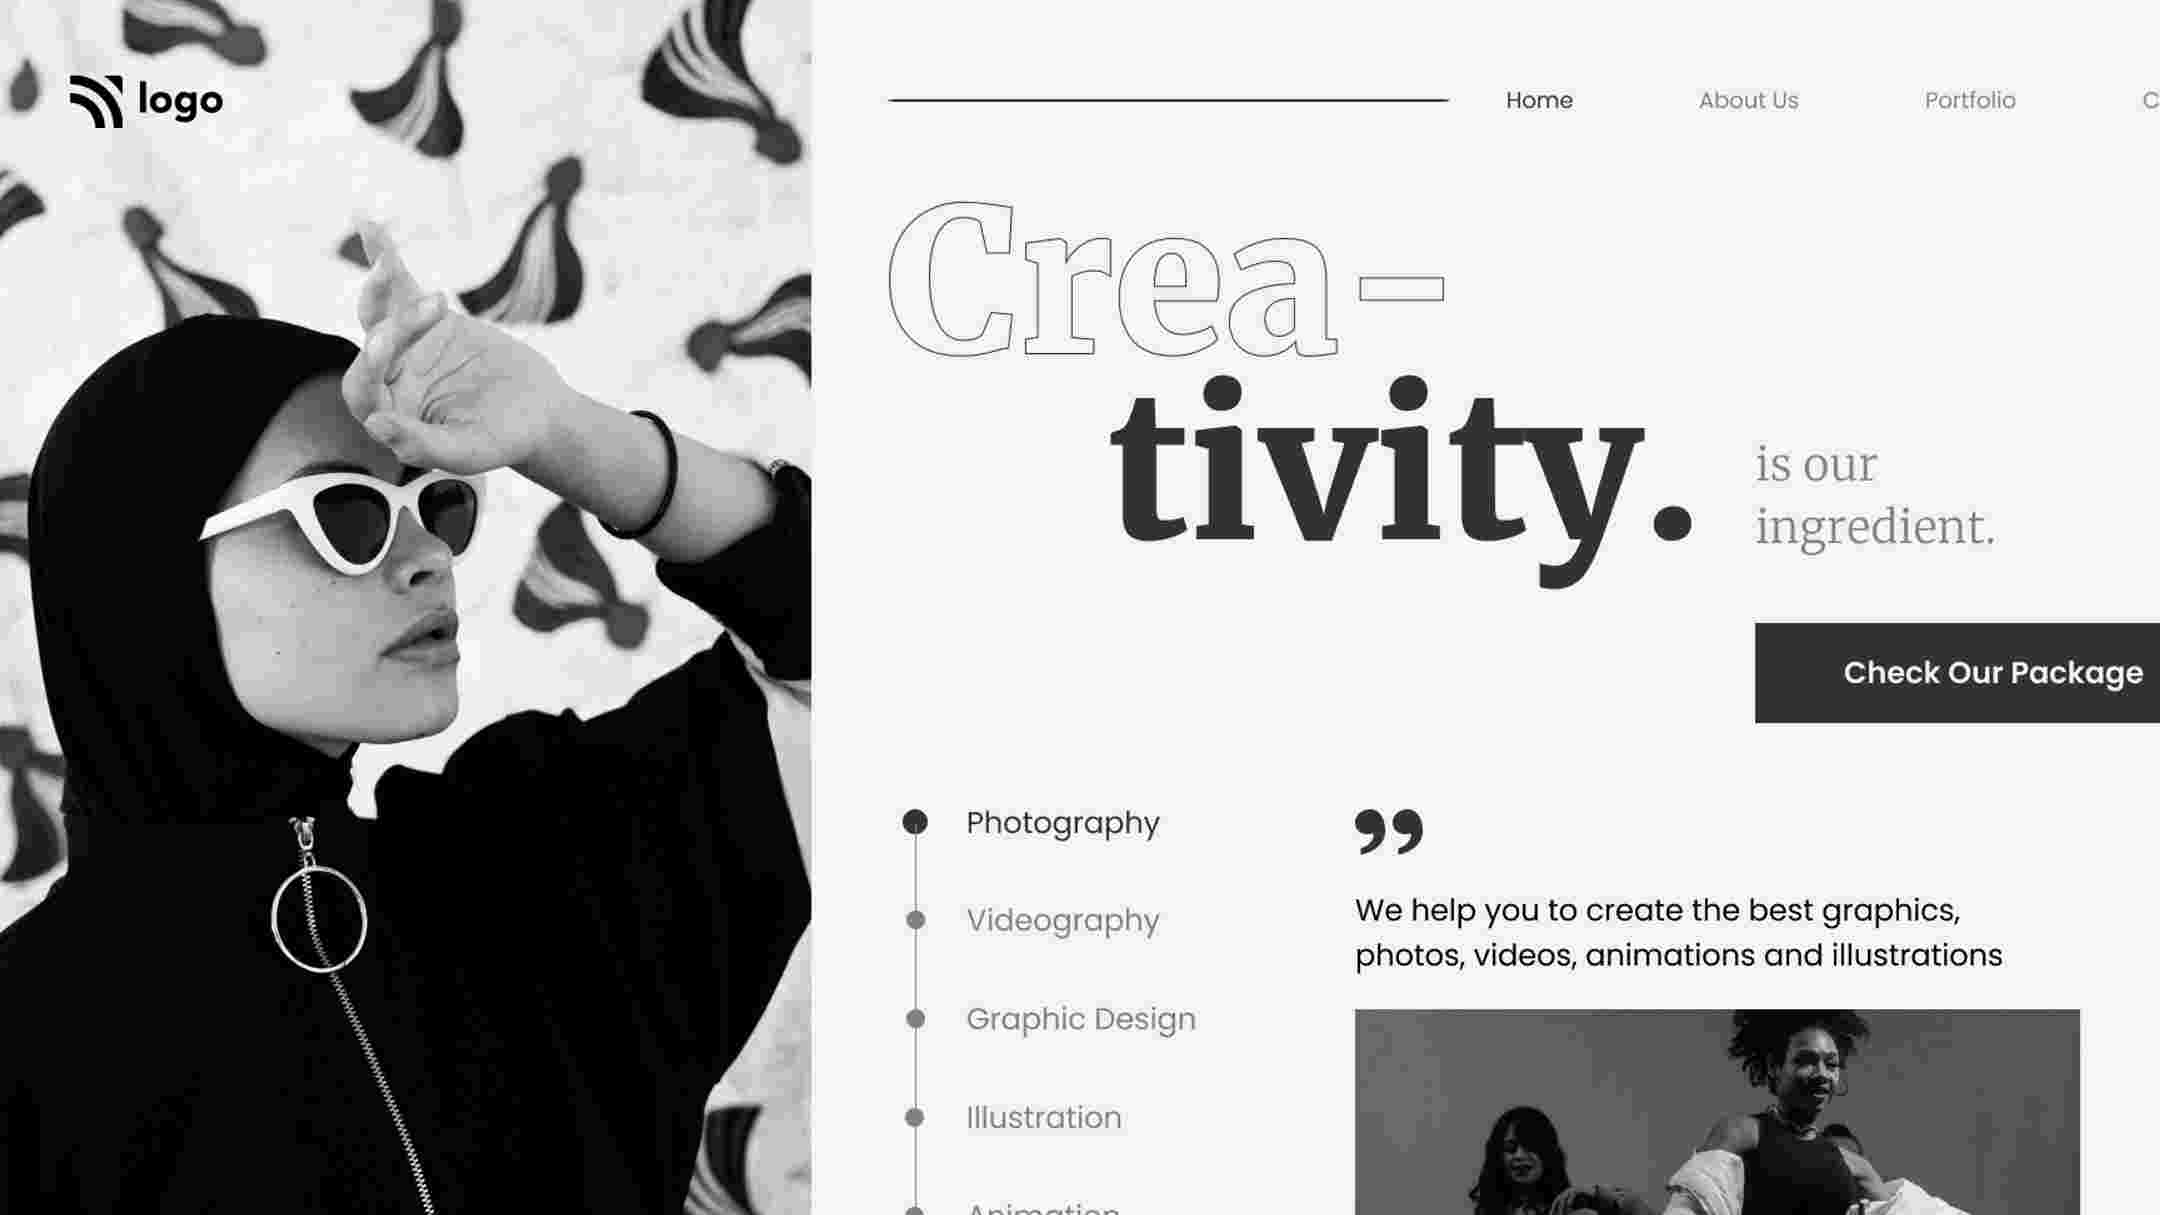 logo
Home About Us Portfolio C
Crea-
tivity.
is our
ingredient.
Check Our Package
Photography
Videography
Graphic Design
Illustration
Animation
”
We help you to create the best graphics,
photos, videos, animations and illustrations